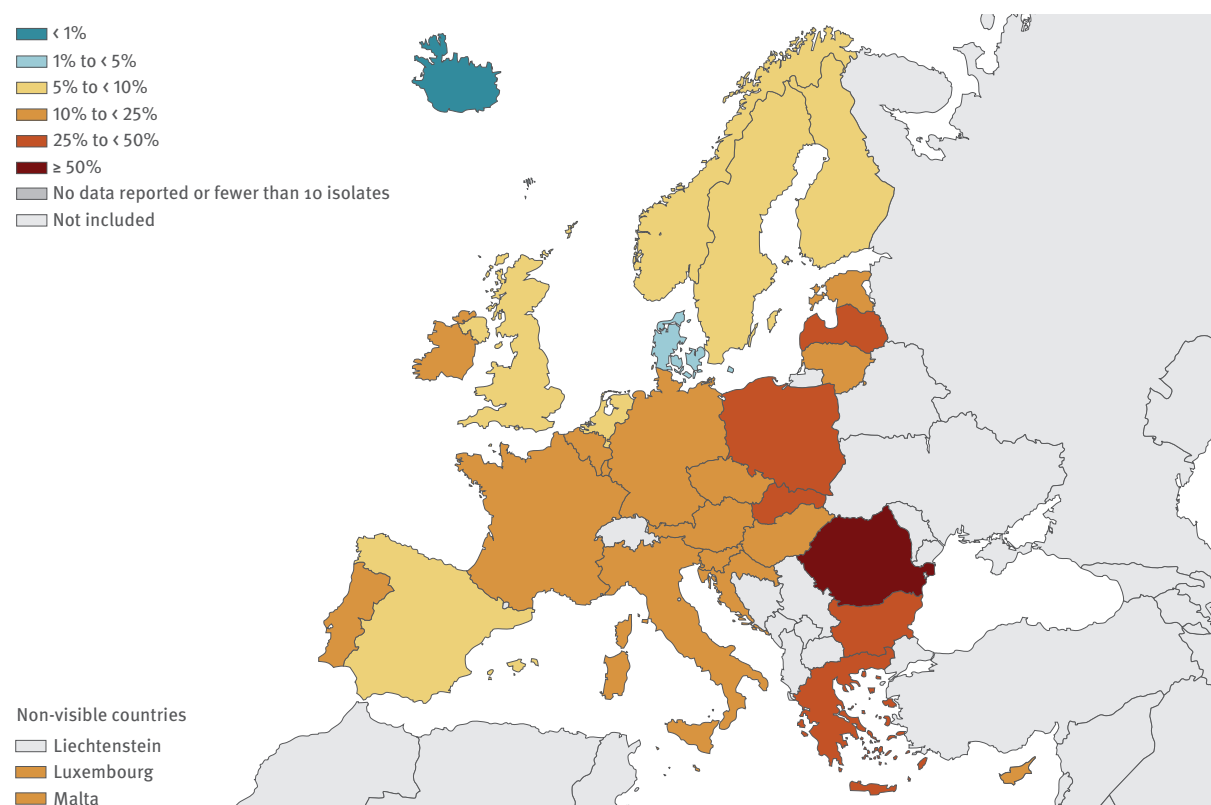 ‹ 1%
1% to ‹ 5%
5% to ‹ 10%
10% to ‹ 25%
25% to ‹ 50%
≥ 50%
No data reported or fewer than 10 isolates
Not included
Non-visible countries
Liechtenstein
Luxembourg
Malta